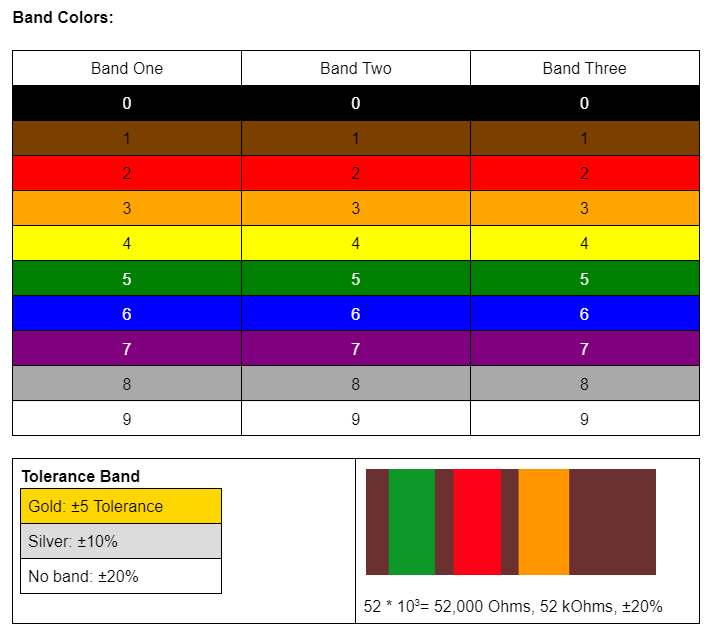 Band Colors:
Band One Band Two Band Three
0 0 0
1 1 1
2 2 2
3 3 3
4 4 4
5 5 5
6 6 6
7 7 7
8 8 8
9 9 9
Tolerance Band
Gold: ±5 Tolerance
Silver: ±10%
No band: ±20%
52 * 10³= 52,000 Ohms, 52 kOhms, ±20%